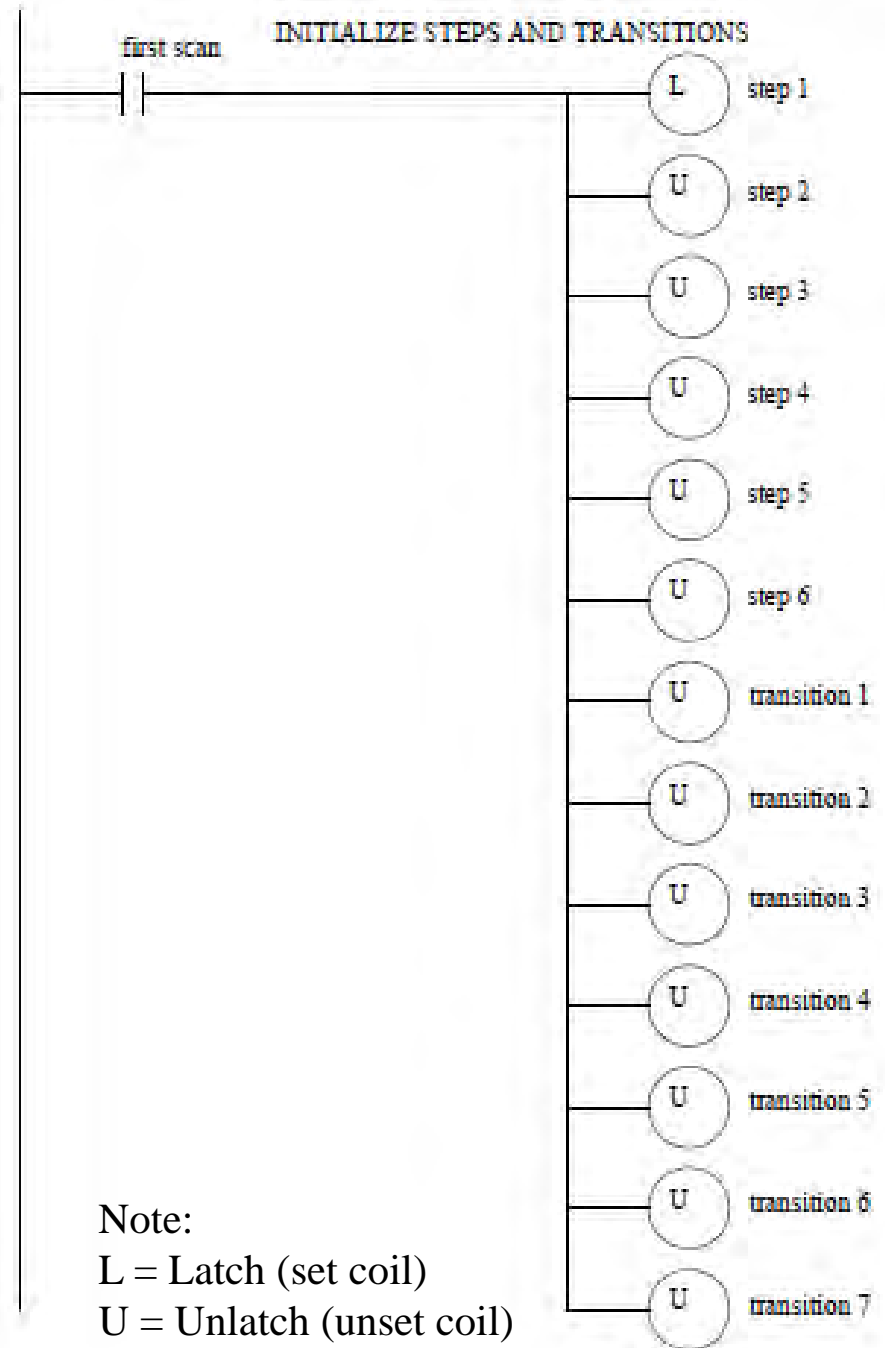 INITIALIZE STEPS AND TRANSITIONS
first scan
L step 1
U step 2
U step 3
U step 4
U step 5
U step 6
U transition 1
U transition 2
U transition 3
U transition 4
U transition 5
U transition 6
U transition 7
Note:
L = Latch (set coil)
U = Unlatch (unset coil)